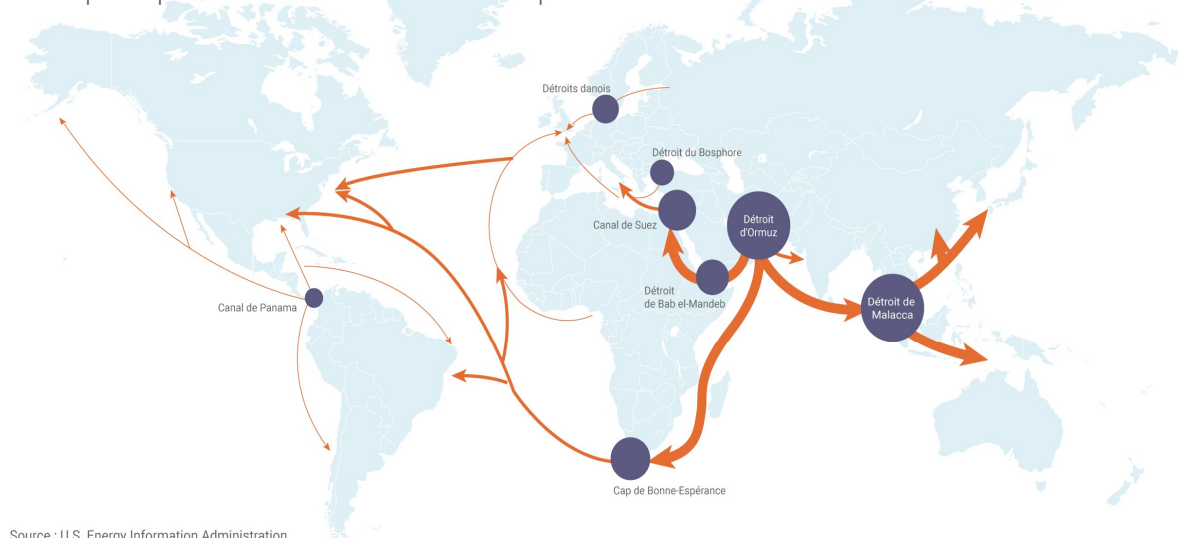 Détroits danois
Détroit du Bosphore
Canal de Suez
Détroit
d'Ormuz
Détroit
de Bab el-Mandeb
Canal de Panama
Détroit de
Malacca
Cap de Bonne-Espérance
Source : U.S. Energy Information Administration